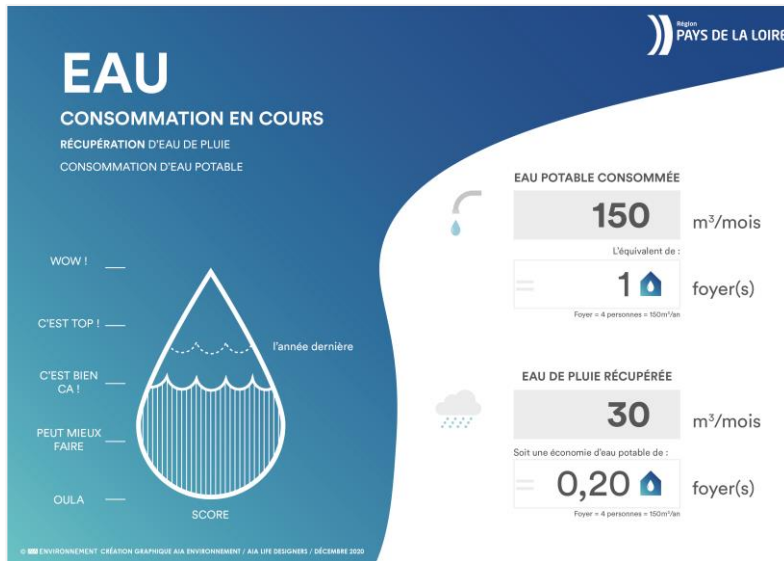 Région
PAYS DE LA LOIRE
EAU
CONSOMMATION EN COURS
RÉCUPÉRATION D'EAU DE PLUIE
CONSOMMATION D'EAU POTABLE
WOW !
C'EST TOP !
C'EST BIEN
CA !
PEUT MIEUX
FAIRE
OULA
l'année dernière
SCORE
EAU POTABLE CONSOMMÉE
150 m³/mois
L'équivalent de :
= 1 foyer(s)
Foyer = 4 personnes = 150m³/an
EAU DE PLUIE RÉCUPÉRÉE
30 m³/mois
Soit une économie d'eau potable de :
= 0,20 foyer(s)
Foyer = 4 personnes = 150m³/an
© ENVIRONNEMENT CRÉATION GRAPHIQUE AIA ENVIRONNEMENT / AIA LIFE DESIGNERS / DÉCEMBRE 2020